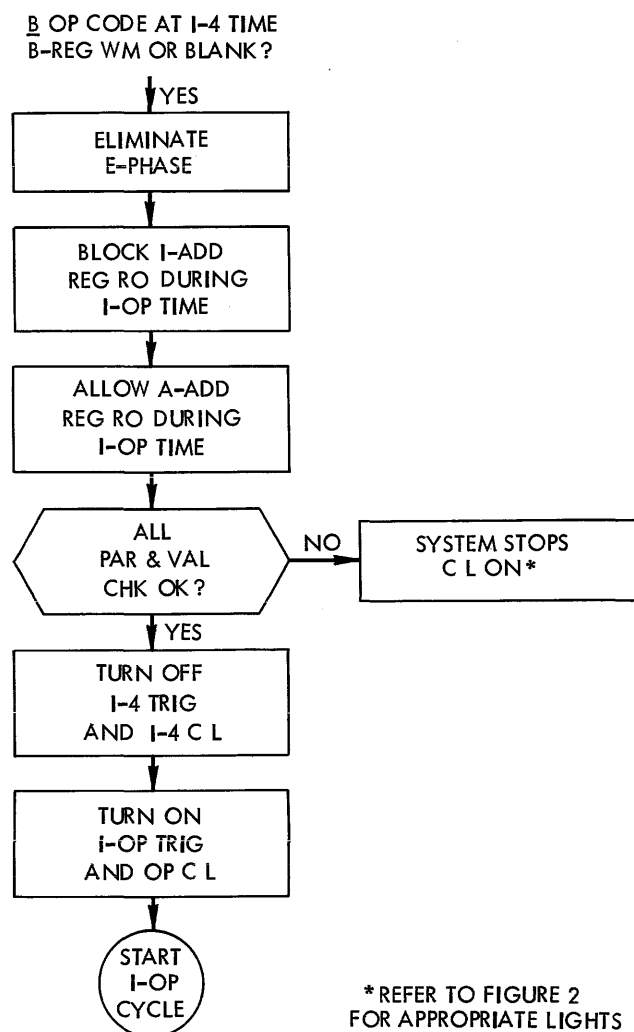 B OP CODE AT I-4 TIME
B-REG WM OR BLANK?
YES
ELIMINATE
E-PHASE
BLOCK I-ADD
REG RO DURING
I-OP TIME
ALLOW A-ADD
REG RO DURING
I-OP TIME
ALL
PAR & VAL
CHK OK?
NO
SYSTEM STOPS
C L ON*
YES
TURN OFF
I-4 TRIG
AND I-4 C L
TURN ON
I-OP TRIG
AND OP C L
START
I-OP
CYCLE
*REFER TO FIGURE 2
FOR APPROPRIATE LIGHTS